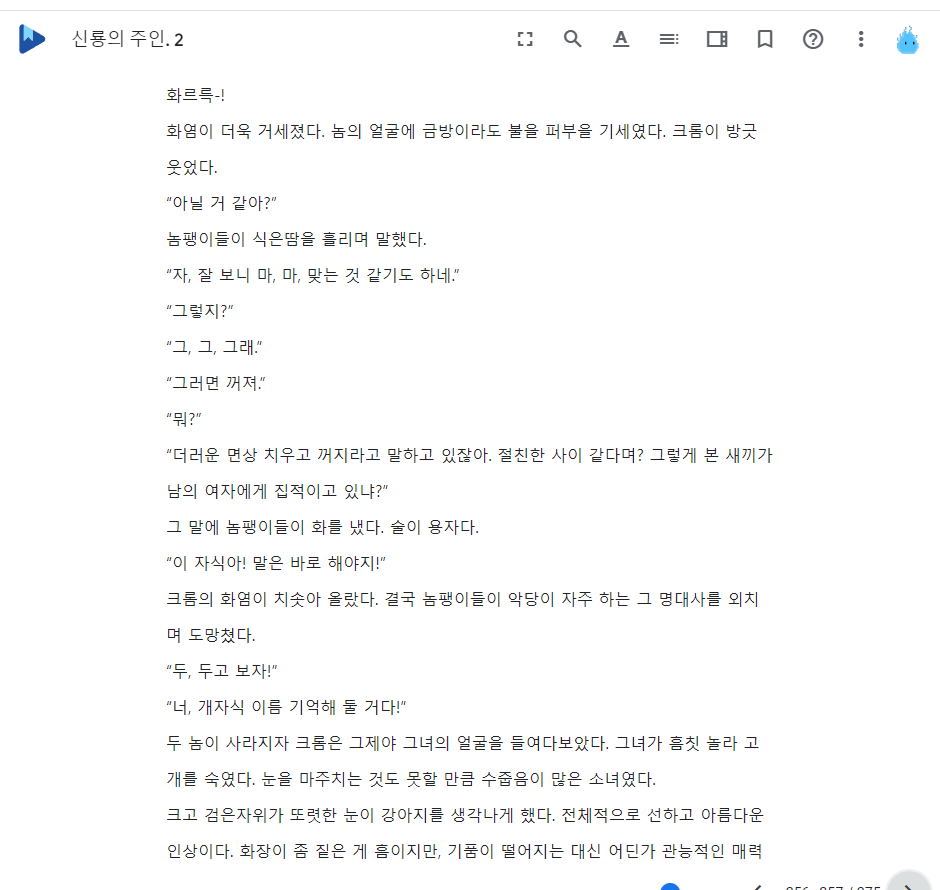 신룡의 주인. 2
화르륵-!
화염이 더욱 거세졌다. 놈의 얼굴에 금방이라도 불을 퍼부을 기세였다. 크롬이 방긋
웃었다.
“아닐 거 같아?”
놈팽이들이 식은땀을 흘리며 말했다.
“자, 잘 보니 마, 마, 맞는 것 같기도 하네.”
“그렇지?”
“그, 그, 그래.”
“그러면 꺼져.”
“뭐?”
“더러운 면상 치우고 꺼지라고 말하고 있잖아. 절친한 사이 같다며? 그렇게 본 새끼가
남의 여자에게 집적이고 있냐?”
그 말에 놈팽이들이 화를 냈다. 술이 용자다.
“이 자식아! 말은 바로 해야지!”
크롬의 화염이 치솟아 올랐다. 결국 놈팽이들이 악당이 자주 하는 그 명대사를 외치
며 도망쳤다.
“두, 두고 보자!”
“너, 개자식 이름 기억해 둘 거다!”
두 놈이 사라지자 크롬은 그제야 그녀의 얼굴을 들여다보았다. 그녀가 흠칫 놀라 고
개를 숙였다. 눈을 마주치는 것도 못할 만큼 수줍음이 많은 소녀였다.
크고 검은자위가 또렷한 눈이 강아지를 생각나게 했다. 전체적으로 선하고 아름다운
인상이다. 화장이 좀 짙은 게 흠이지만, 기품이 떨어지는 대신 어딘가 관능적인 매력